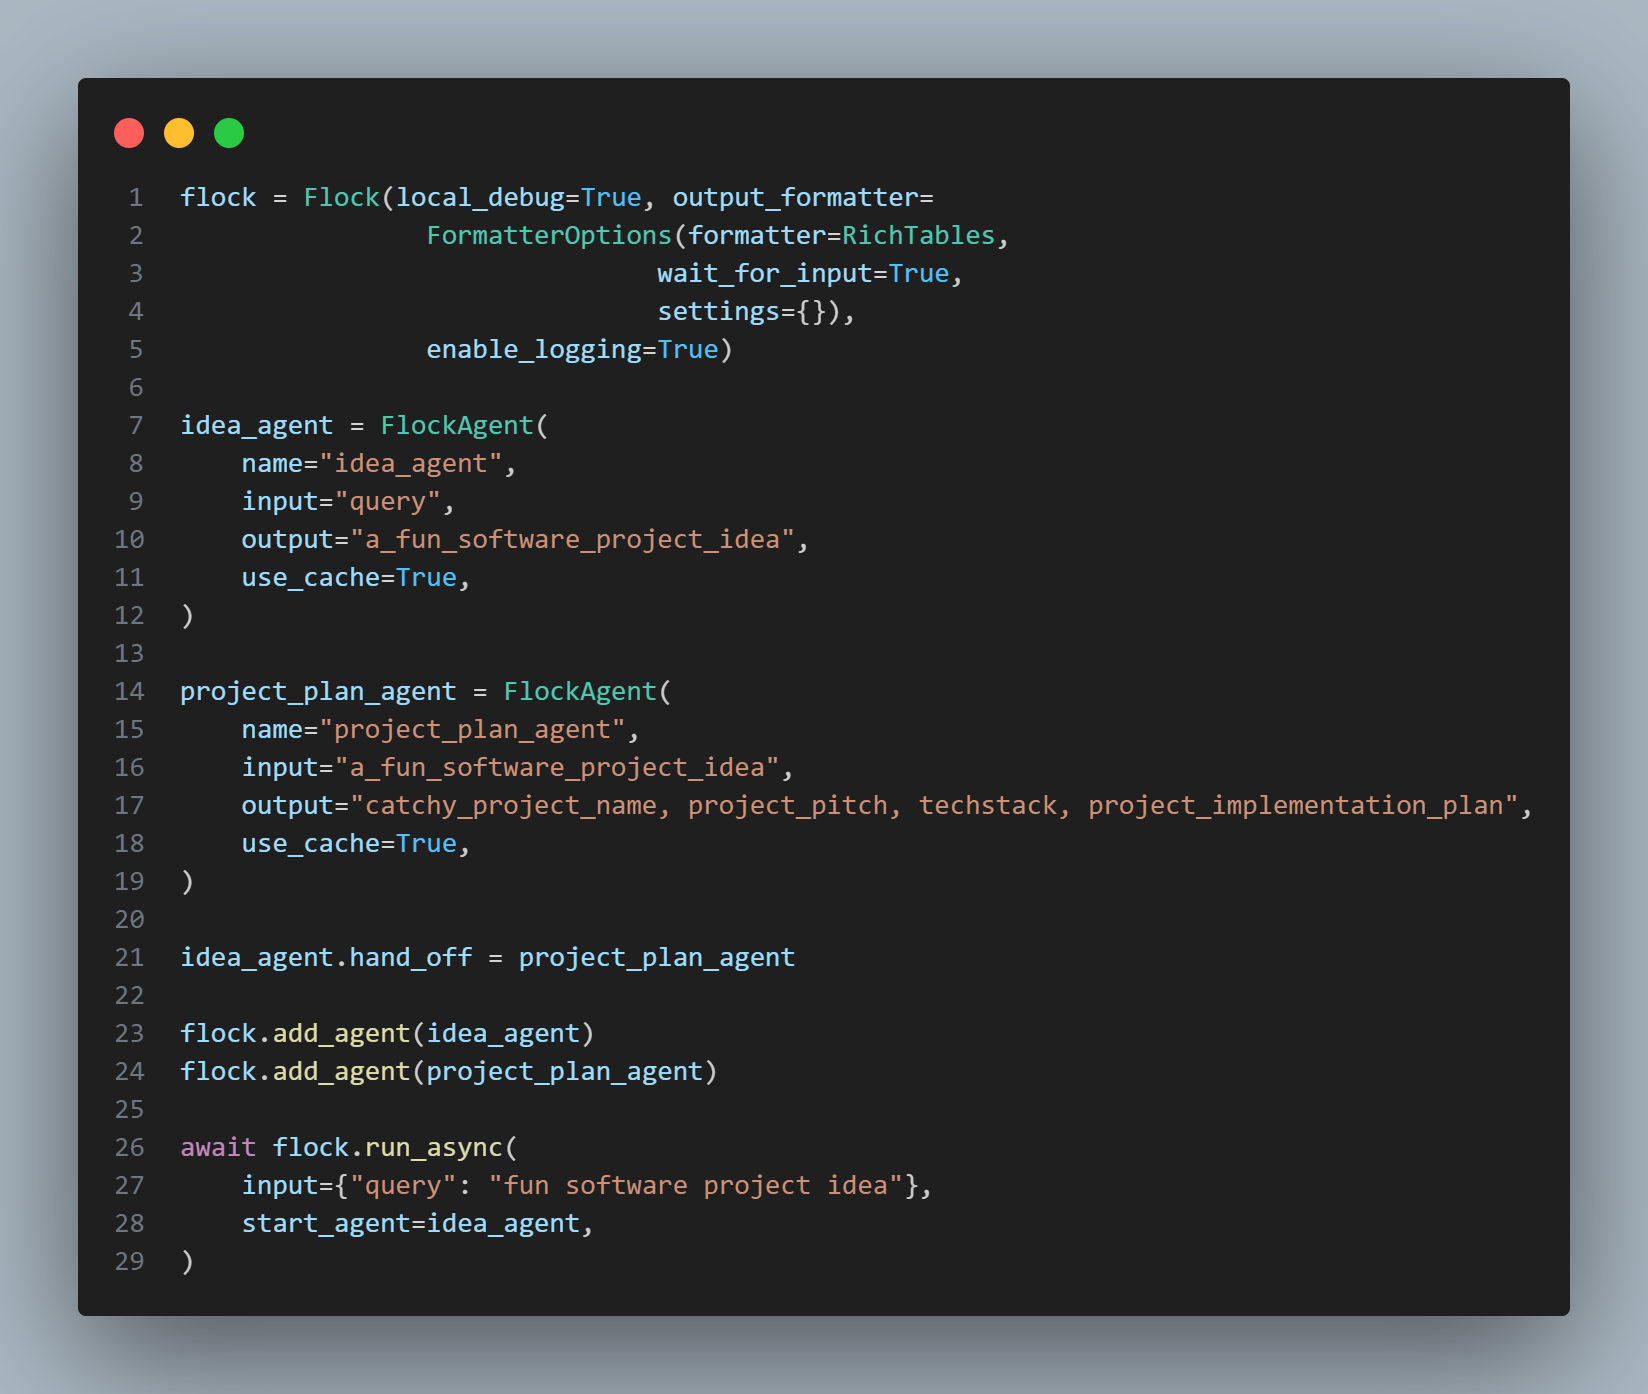 1 flock = Flock(local_debug=True, output_formatter=
2                 FormatterOptions(formatter=RichTables,
3                                wait_for_input=True,
4                                settings={}),
5                 enable_logging=True)
6
7 idea_agent = FlockAgent(
8     name="idea_agent",
9     input="query",
10     output="a_fun_software_project_idea",
11     use_cache=True,
12 )
13
14 project_plan_agent = FlockAgent(
15     name="project_plan_agent",
16     input="a_fun_software_project_idea",
17     output="catchy_project_name, project_pitch, techstack, project_implementation_plan",
18     use_cache=True,
19 )
20
21 idea_agent.hand_off = project_plan_agent
22
23 flock.add_agent(idea_agent)
24 flock.add_agent(project_plan_agent)
25
26 await flock.run_async(
27     input={"query": "fun software project idea"},
28     start_agent=idea_agent,
29 )